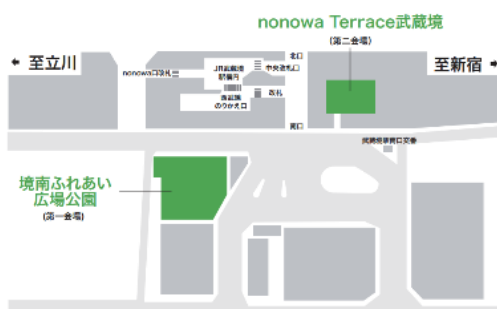 nonowa Terrace武蔵境
(第二会場)
← 至立川
至新宿 →
北口
JR武蔵境
駅構内
中央改札口
nonowa口改札
西武線
のりかえ口
改札
南口
武蔵境駅南口交番
境南ふれあい
広場公園
(第一会場)